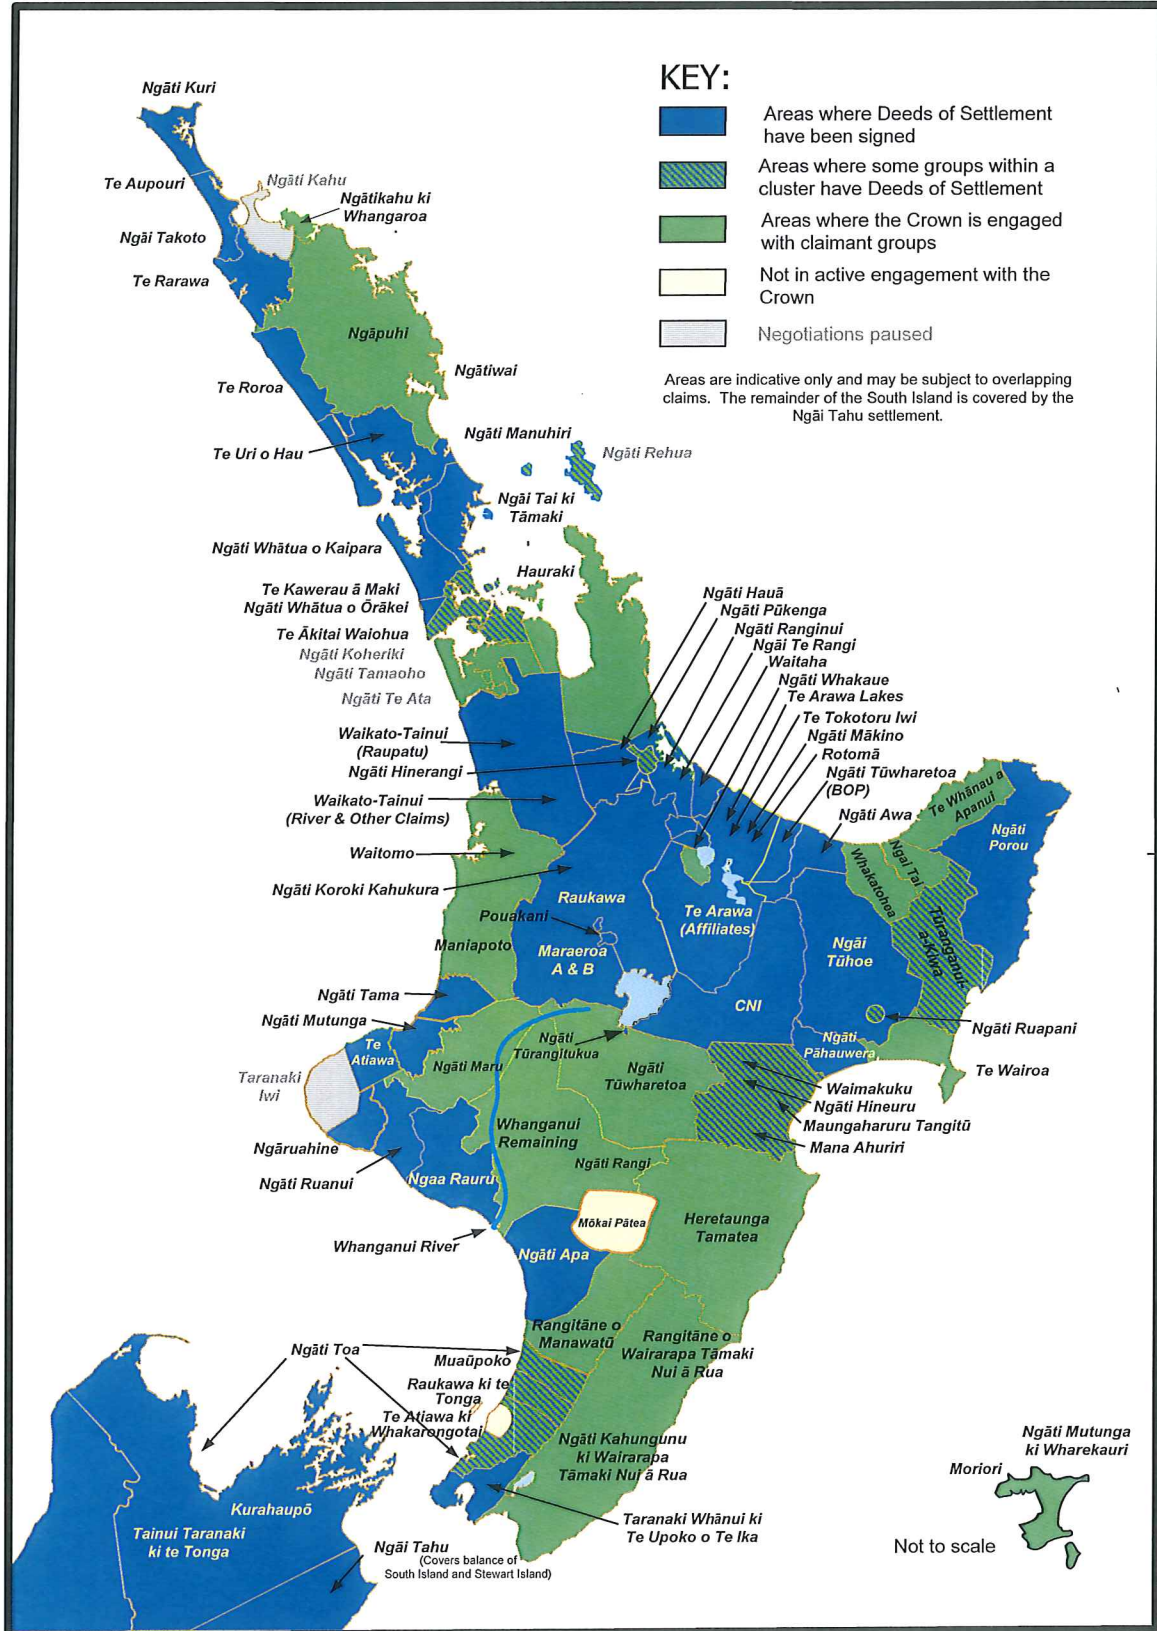 KEY:
Areas where Deeds of Settlement
have been signed
Areas where some groups within a
cluster have Deeds of Settlement
Areas where the Crown is engaged
with claimant groups
Not in active engagement with the
Crown
Negotiations paused
Areas are indicative only and may be subject to overlapping
claims. The remainder of the South Island is covered by the
Ngāi Tahu settlement.
Ngāti Kuri
Te Aupouri
Ngāti Kahu
Ngātikahu ki
Whangaroa
Ngāi Takoto
Te Rarawa
Ngāpuhi
Ngātiwai
Te Roroa
Ngāti Manuhiri
Te Uri o Hau
Ngāti Rehua
Ngāi Tai ki
Tāmaki
Ngāti Whātua o Kaipara
Hauraki
Te Kawerau ā Maki
Ngāti Whātua o Ōrākei
Te Ākitai Waiohua
Ngāti Koheriki
Ngāti Tamaoho
Ngāti Te Ata
Ngāti Hauā
Ngāti Pūkenga
Ngāti Ranginui
Ngāi Te Rangi
Waitaha
Ngāti Whakaue
Te Arawa Lakes
Te Tokotoru Iwi
Ngāti Mākino
Rotomā
Ngāti Tūwharetoa
(BOP)
Ngāti Awa
Waikato-Tainui
(Raupatu)
Ngāti Hinerangi
Waikato-Tainui
(River & Other Claims)
Waitomo
Ngāti Koroki Kahukura
Te Whānau a
Apanui
Ngāti
Porou
Ngai Tai
Whakatohea
Tūranganui-
a-Kiwa
Raukawa
Pouakani
Te Arawa
(Affiliates)
Maniapoto
Maraeroa
A & B
Ngāi
Tūhoe
CNI
Ngāti Tama
Ngāti Mutunga
Te
Atiawa
Ngāti Maru
Ngāti
Tūrangitukua
Ngāti
Tūwharetoa
Ngāti
Pāhauwera
Ngāti Ruapani
Te Wairoa
Taranaki
Iwi
Waimakuku
Ngāti Hineuru
Maungaharuru Tangitū
Mana Ahuriri
Whanganui
Remaining
Ngāruahine
Ngāti Ruanui
Ngaa Rauru
Ngāti Rangi
Mōkai Pātea
Heretaunga
Tamatea
Whanganui River
Ngāti Apa
Rangitāne o
Manawatū
Rangitāne o
Wairarapa Tāmaki
Nui ā Rua
Ngāti Toa
Muaūpoko
Raukawa ki te
Tonga
Te Atiawa ki
Whakarongotai
Ngāti Kahungunu
ki Wairarapa
Tāmaki Nui ā Rua
Taranaki Whānui ki
Te Upoko o Te Ika
Kurahaupō
Tainui Taranaki
ki te Tonga
Ngāi Tahu
(Covers balance of
South Island and Stewart Island)
Ngāti Mutunga
ki Wharekauri
Moriori
Not to scale